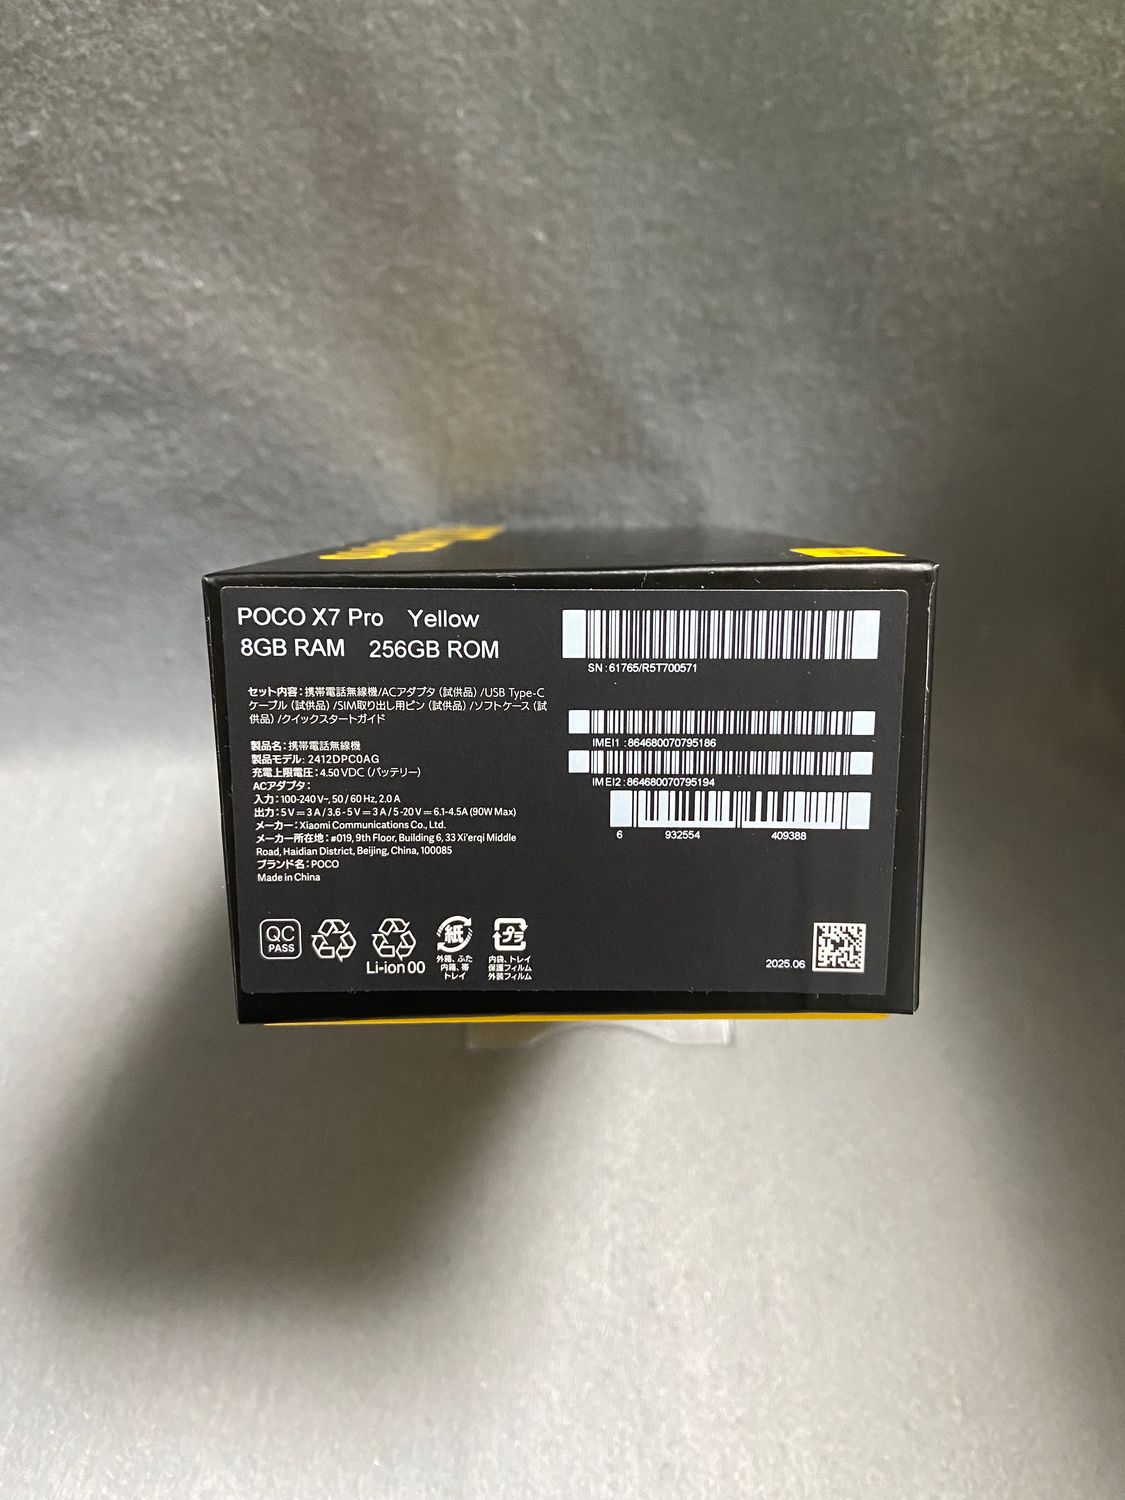 POCO X7 Pro Yellow
8GB RAM 256GB ROM
セット内容：携帯電話無線機/ACアダプタ（試供品）/USB Type-C
ケーブル（試供品）/SIM取り出し用ピン（試供品）/ソフトケース（試
供品）/クイックスタートガイド
製品名：携帯電話無線機
製品モデル：2412DPC0AG
充電上限電圧：4.50 VDC（バッテリー）
ACアダプタ：
入力：100-240 V~, 50 / 60 Hz, 2.0 A
出力：5 V ⎓ 3 A / 3.6 - 5 V ⎓ 3 A / 5-20 V ⎓ 6.1-4.5A (90W Max)
メーカー：Xiaomi Communications Co., Ltd.
メーカー所在地：#019, 9th Floor, Building 6, 33 Xi'erqi Middle
Road, Haidian District, Beijing, China, 100085
ブランド名：POCO
Made in China
SN : 61765/R5T700571
IMEI1 : 864680070795186
IMEI2 : 864680070795194
6 932554 409388
QC
PASS
Li-ion 00
紙
外箱、ふた
内箱、帯
トレイ
プラ
内袋、トレイ
保護フィルム
外装フィルム
2025.06